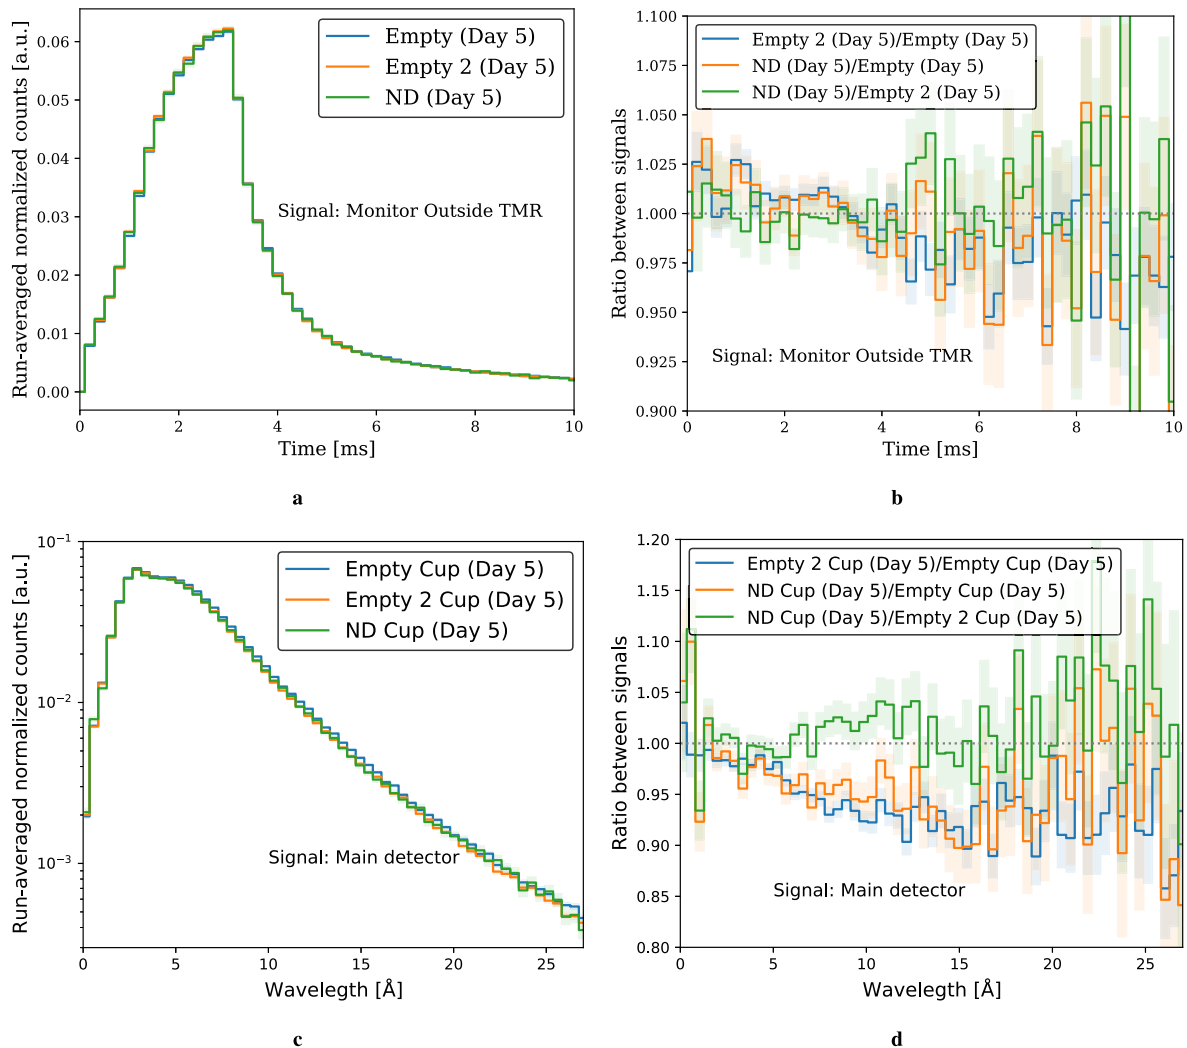 Run-averaged normalized counts [a.u.]
0.06
0.05
0.04
0.03
0.02
0.01
0.00
Empty (Day 5)
Empty 2 (Day 5)
ND (Day 5)
Signal: Monitor Outside TMR
0 2 4 6 8 10
Time [ms]
a
Ratio between signals
1.100
1.075
1.050
1.025
1.000
0.975
0.950
0.925
0.900
Empty 2 (Day 5)/Empty (Day 5)
ND (Day 5)/Empty (Day 5)
ND (Day 5)/Empty 2 (Day 5)
Signal: Monitor Outside TMR
0 2 4 6 8 10
Time [ms]
b
Run-averaged normalized counts [a.u.]
10⁻¹
10⁻²
10⁻³
Empty Cup (Day 5)
Empty 2 Cup (Day 5)
ND Cup (Day 5)
Signal: Main detector
0 5 10 15 20 25
Wavelegth [Å]
c
Ratio between signals
1.20
1.15
1.10
1.05
1.00
0.95
0.90
0.85
0.80
Empty 2 Cup (Day 5)/Empty Cup (Day 5)
ND Cup (Day 5)/Empty Cup (Day 5)
ND Cup (Day 5)/Empty 2 Cup (Day 5)
Signal: Main detector
0 5 10 15 20 25
Wavelegth [Å]
d